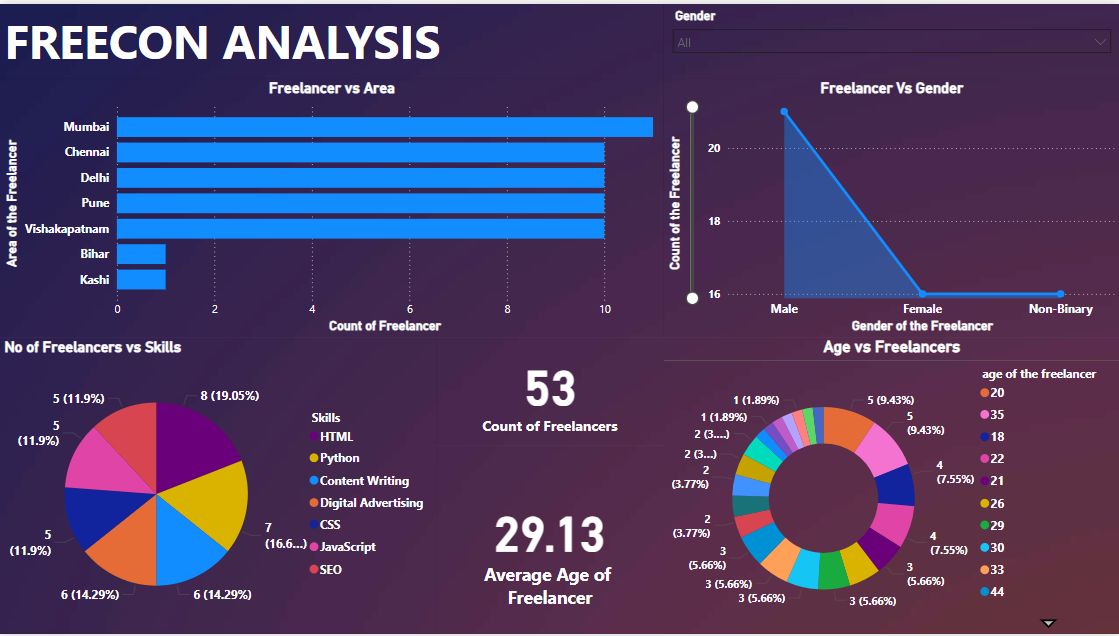 FREECON ANALYSIS
Gender
All
Freelancer vs Area
Area of the Freelancer
Mumbai
Chennai
Delhi
Pune
Vishakapatnam
Bihar
Kashi
0 2 4 6 8 10
Count of Freelancer
Freelancer Vs Gender
Count of the Freelancer
20
18
16
Male Female Non-Binary
Gender of the Freelancer
No of Freelancers vs Skills
8 (19.05%)
7
(16.6...)
6 (14.29%)
6 (14.29%)
5
(11.9%)
5
(11.9%)
5 (11.9%)
Skills
HTML
Python
Content Writing
Digital Advertising
CSS
JavaScript
SEO
53
Count of Freelancers
29.13
Average Age of
Freelancer
Age vs Freelancers
5 (9.43%)
5
(9.43%)
4
(7.55%)
4
(7.55%)
3
(5.66%)
3 (5.66%)
3 (5.66%)
3 (5.66%)
3
(5.66%)
2
(3.77%)
2
(3.77%)
2 (3...)
2 (3....)
1 (1.89%)
1 (1.89%)
age of the freelancer
20
35
18
22
21
26
29
30
33
44